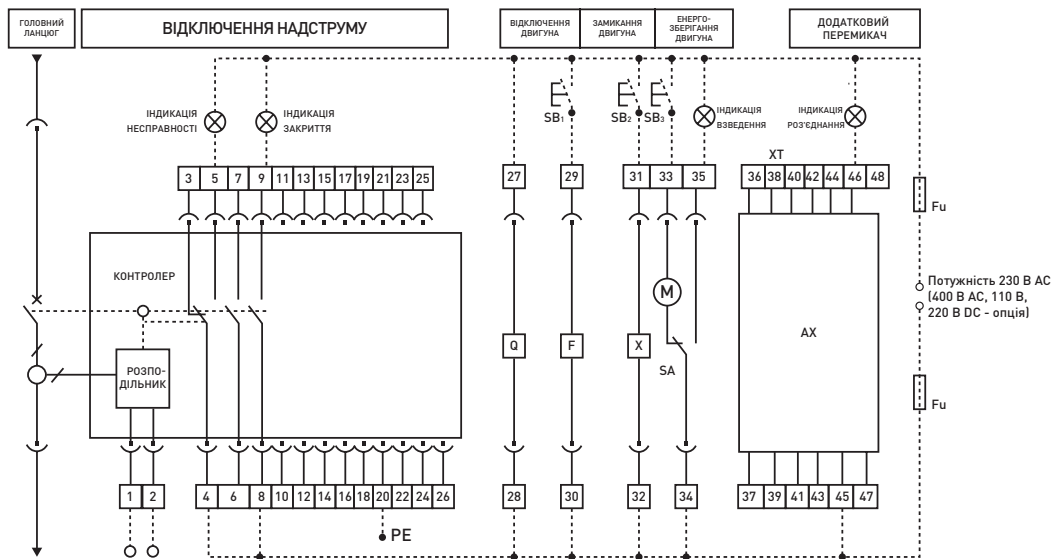 ГОЛОВНИЙ
ЛАНЦЮГ
ВІДКЛЮЧЕННЯ НАДСТРУМУ
ВІДКЛЮЧЕННЯ
ДВИГУНА
ЗАМИКАННЯ
ДВИГУНА
ЕНЕРГО-
ЗБЕРІГАННЯ
ДВИГУНА
ДОДАТКОВИЙ
ПЕРЕМИКАЧ
ІНДИКАЦІЯ
НЕСПРАВНОСТІ
ІНДИКАЦІЯ
ЗАКРИТТЯ
SB1
SB2
SB3
ІНДИКАЦІЯ
ВЗВЕДЕННЯ
ІНДИКАЦІЯ
РОЗ'ЄДНАННЯ
XT
3 5 7 9 11 13 15 17 19 21 23 25
27
29
31 33 35
36 38 40 42 44 46 48
Fu
КОНТРОЛЕР
M
Потужність 230 В АС
(400 В АС, 110 В,
220 В DC - опція)
Q
F
X
SA
AX
РОЗПО-
ДІЛЬНИК
Fu
1 2
4 6 8 10 12 14 16 18 20 22 24 26
28
30
32
34
37 39 41 43 45 47
PE